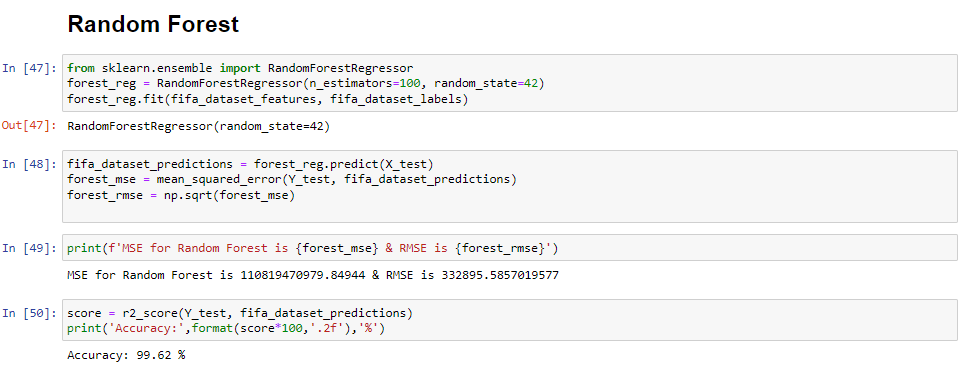 Random Forest
In [47]: from sklearn.ensemble import RandomForestRegressor
forest_reg = RandomForestRegressor(n_estimators=100, random_state=42)
forest_reg.fit(fifa_dataset_features, fifa_dataset_labels)
Out[47]: RandomForestRegressor(random_state=42)
In [48]: fifa_dataset_predictions = forest_reg.predict(X_test)
forest_mse = mean_squared_error(Y_test, fifa_dataset_predictions)
forest_rmse = np.sqrt(forest_mse)
In [49]: print(f'MSE for Random Forest is {forest_mse} & RMSE is {forest_rmse}')
MSE for Random Forest is 110819470979.84944 & RMSE is 332895.5857019577
In [50]: score = r2_score(Y_test, fifa_dataset_predictions)
print('Accuracy:',format(score*100,'.2f'),'%')
Accuracy: 99.62 %